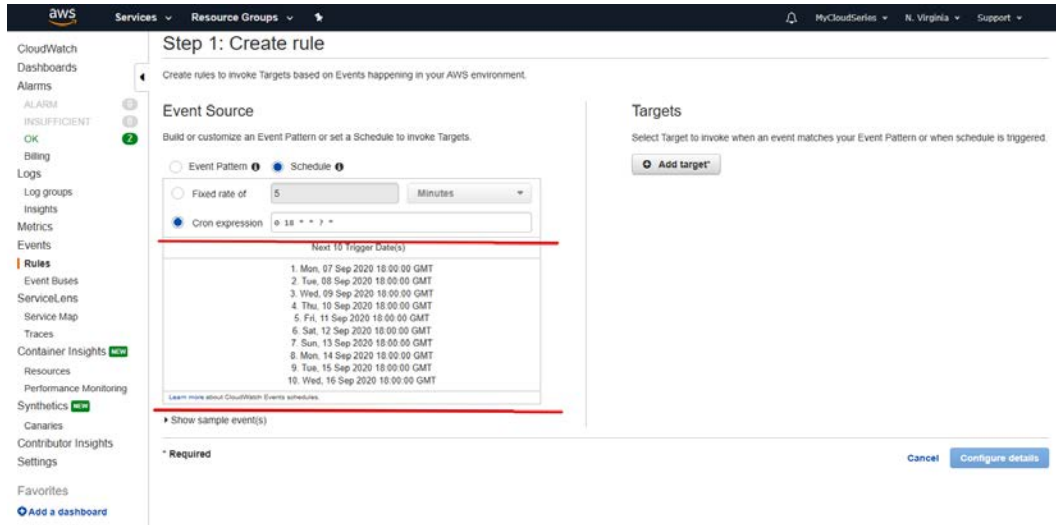 aws Services Resource Groups MyCloudSeries N. Virginia Support
CloudWatch
Dashboards
Alarms
ALARM 0
INSUFFICIENT 0
OK 2
Billing
Logs
Log groups
Insights
Metrics
Events
Rules
Event Buses
ServiceLens
Service Map
Traces
Container Insights NEW
Resources
Performance Monitoring
Synthetics NEW
Canaries
Contributor Insights
Settings
Favorites
Add a dashboard
Step 1: Create rule
Create rules to invoke Targets based on Events happening in your AWS environment.
Event Source
Build or customize an Event Pattern or set a Schedule to invoke Targets.
Event Pattern Schedule
Fixed rate of 5 Minutes
Cron expression 0 18 * * ? *
Next 10 Trigger Date(s)
1. Mon, 07 Sep 2020 18:00:00 GMT
2. Tue, 08 Sep 2020 18:00:00 GMT
3. Wed, 09 Sep 2020 18:00:00 GMT
4. Thu, 10 Sep 2020 18:00:00 GMT
5. Fri, 11 Sep 2020 18:00:00 GMT
6. Sat, 12 Sep 2020 18:00:00 GMT
7. Sun, 13 Sep 2020 18:00:00 GMT
8. Mon, 14 Sep 2020 18:00:00 GMT
9. Tue, 15 Sep 2020 18:00:00 GMT
10. Wed, 16 Sep 2020 18:00:00 GMT
Learn more about CloudWatch Events schedules.
Show sample event(s)
* Required
Targets
Select Target to invoke when an event matches your Event Pattern or when schedule is triggered.
Add target*
Cancel Configure details